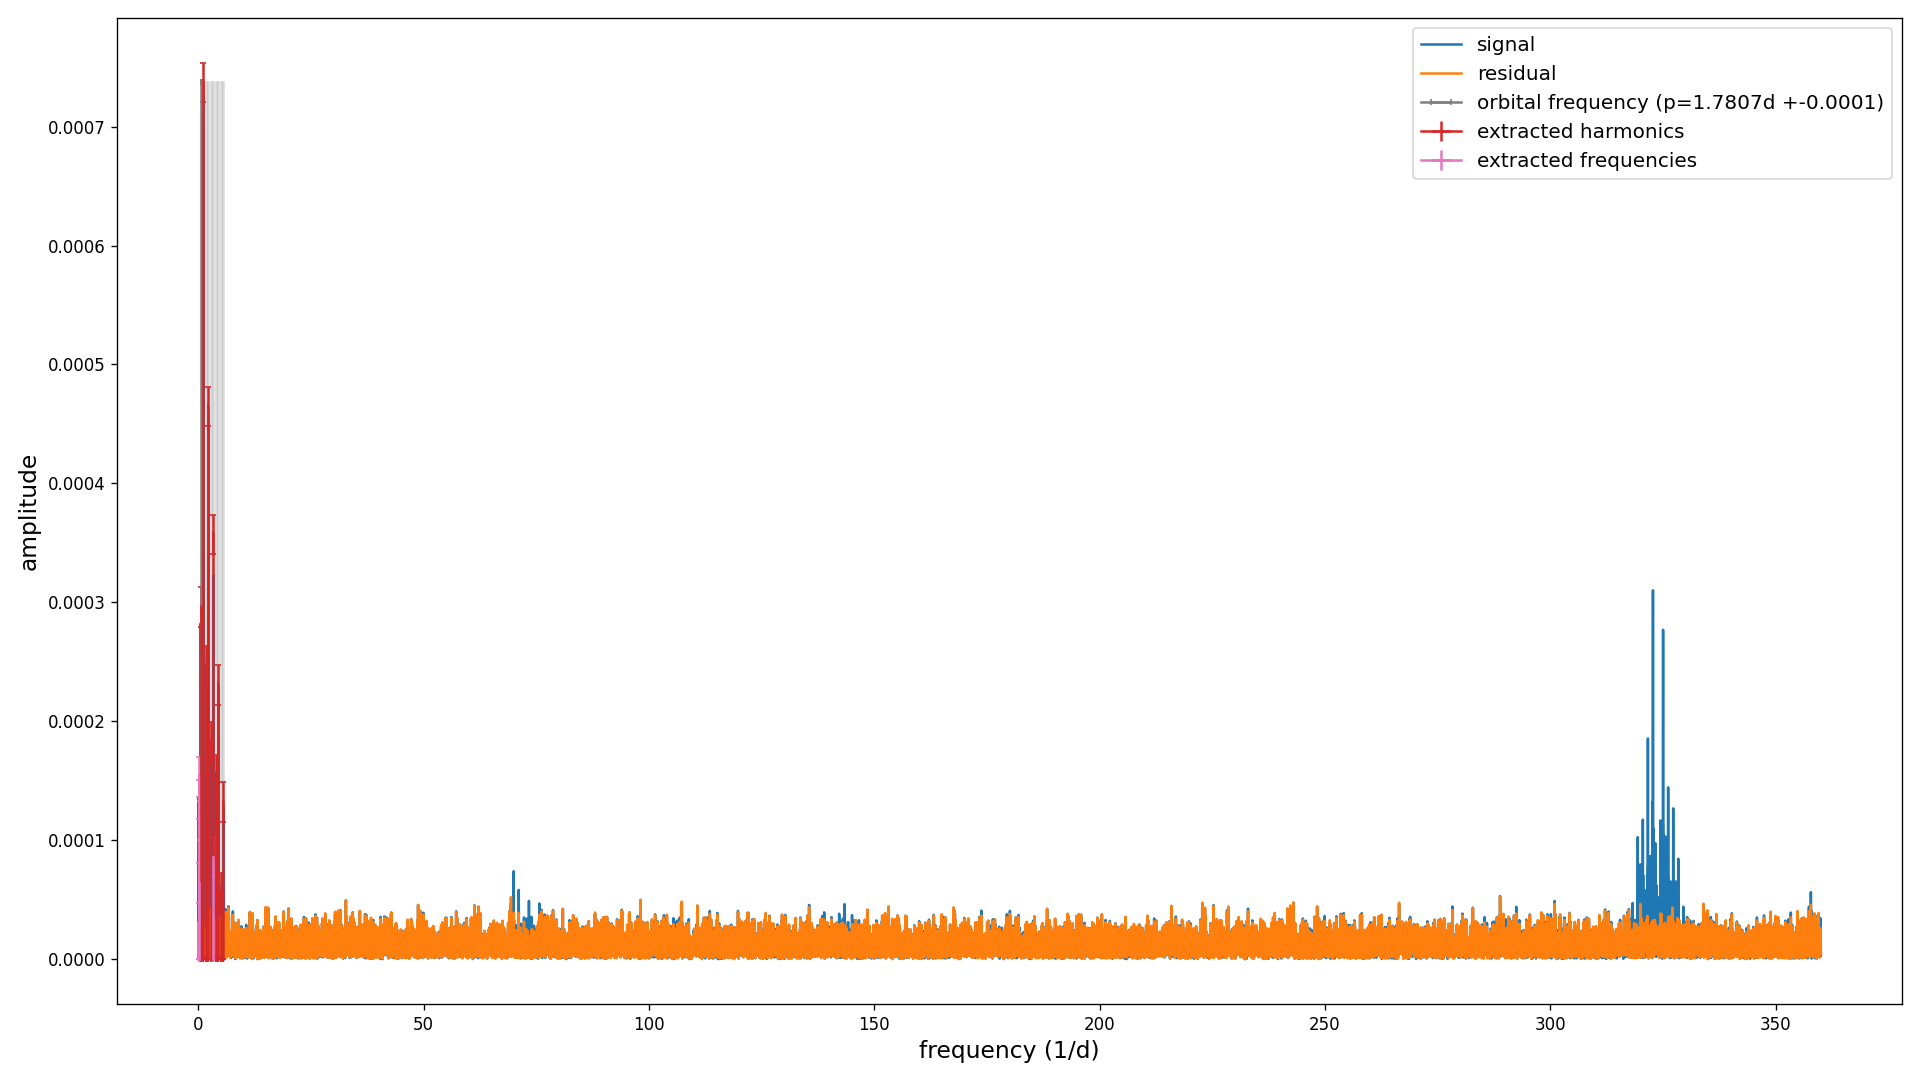 signal
residual
orbital frequency (p=1.7807d +-0.0001)
extracted harmonics
extracted frequencies
0.0007
0.0006
0.0005
0.0004
0.0003
0.0002
0.0001
0.0000
amplitude
0 50 100 150 200 250 300 350
frequency (1/d)